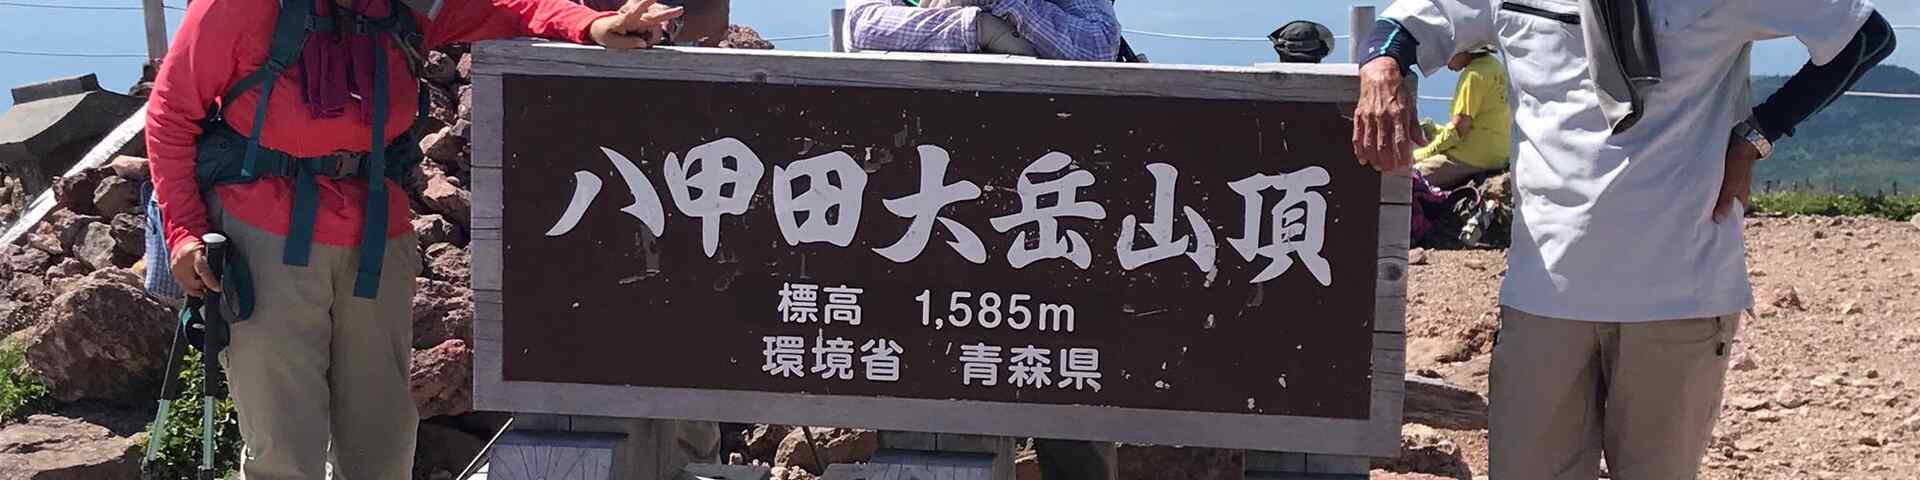 八甲田大岳山頂
標高 1,585m
環境省 青森県